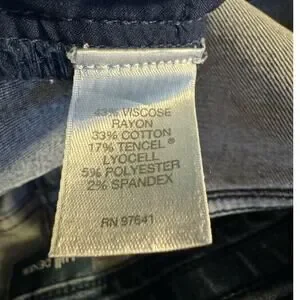 43% VISCOSE
RAYON
33% COTTON
17% TENCEL®
LYOCELL
5% POLYESTER
2% SPANDEX
RN 97641